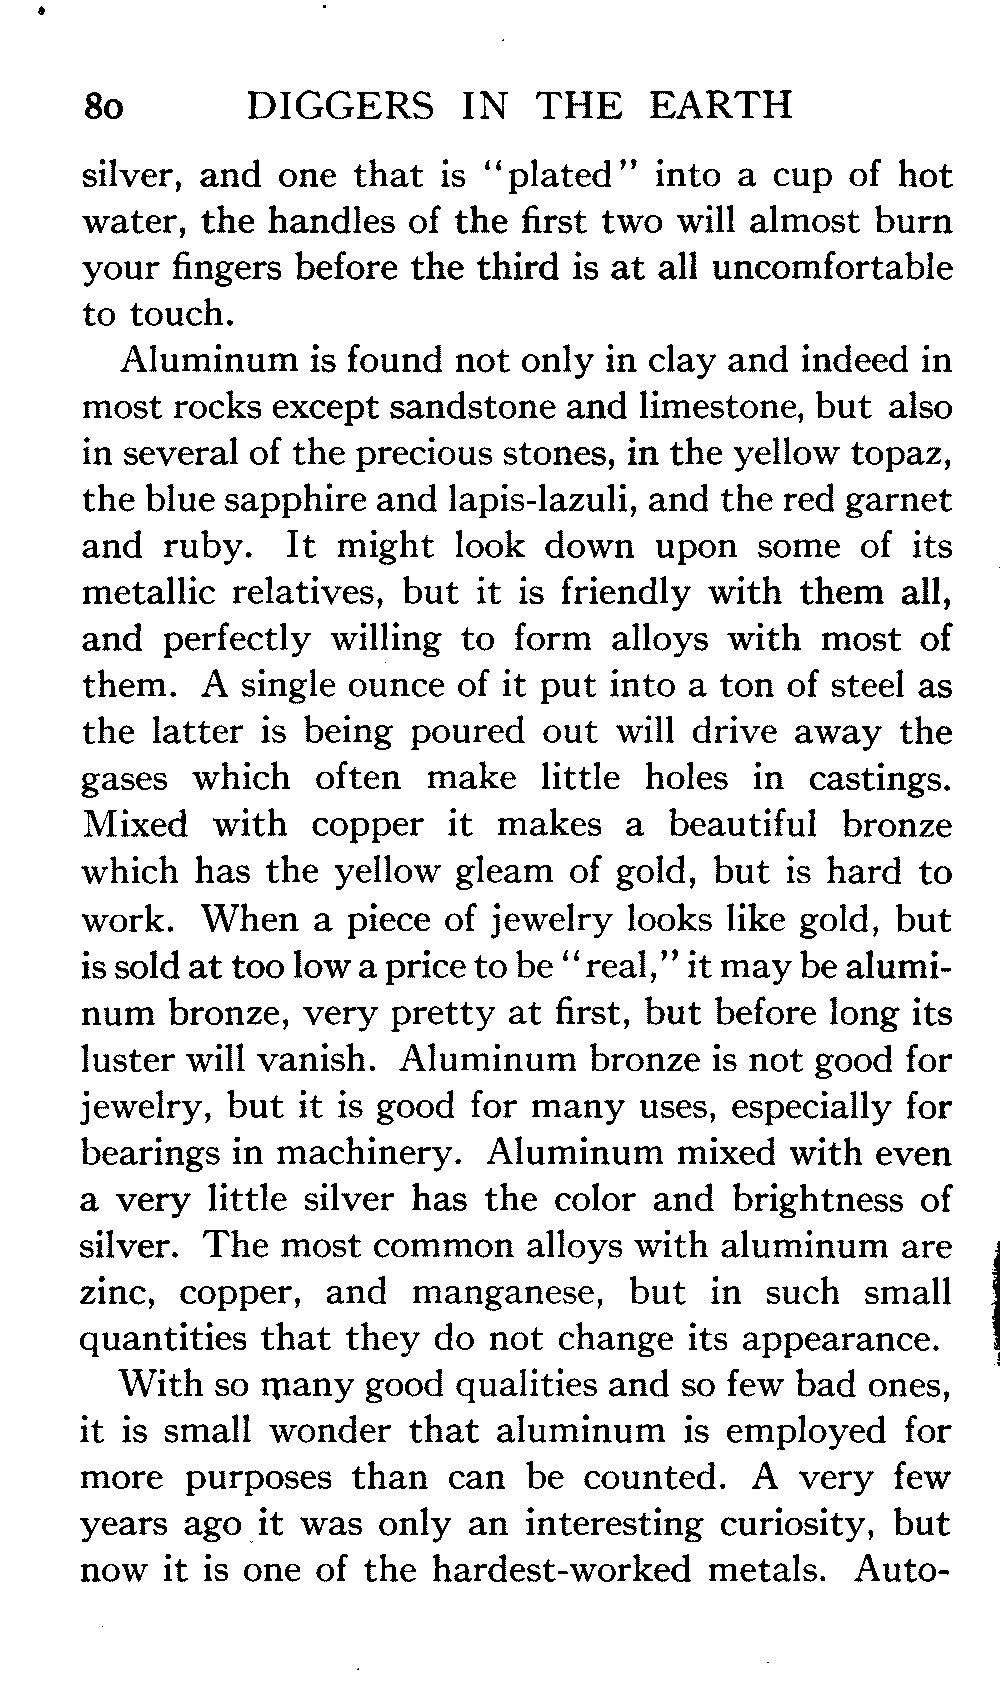 80 DIGGERS IN THE EARTH
silver, and one that is “plated” into a cup of hot
water, the handles of the first two will almost burn
your fingers before the third is at all uncomfortable
to touch.
Aluminum is found not only in clay and indeed in
most rocks except sandstone and limestone, but also
in several of the precious stones, in the yellow topaz,
the blue sapphire and lapis-lazuli, and the red garnet
and ruby. It might look down upon some of its
metallic relatives, but it is friendly with them all,
and perfectly willing to form alloys with most of
them. A single ounce of it put into a ton of steel as
the latter is being poured out will drive away the
gases which often make little holes in castings.
Mixed with copper it makes a beautiful bronze
which has the yellow gleam of gold, but is hard to
work. When a piece of jewelry looks like gold, but
is sold at too low a price to be “real,” it may be alumi-
num bronze, very pretty at first, but before long its
luster will vanish. Aluminum bronze is not good for
jewelry, but it is good for many uses, especially for
bearings in machinery. Aluminum mixed with even
a very little silver has the color and brightness of
silver. The most common alloys with aluminum are
zinc, copper, and manganese, but in such small
quantities that they do not change its appearance.
With so many good qualities and so few bad ones,
it is small wonder that aluminum is employed for
more purposes than can be counted. A very few
years ago it was only an interesting curiosity, but
now it is one of the hardest-worked metals. Auto-